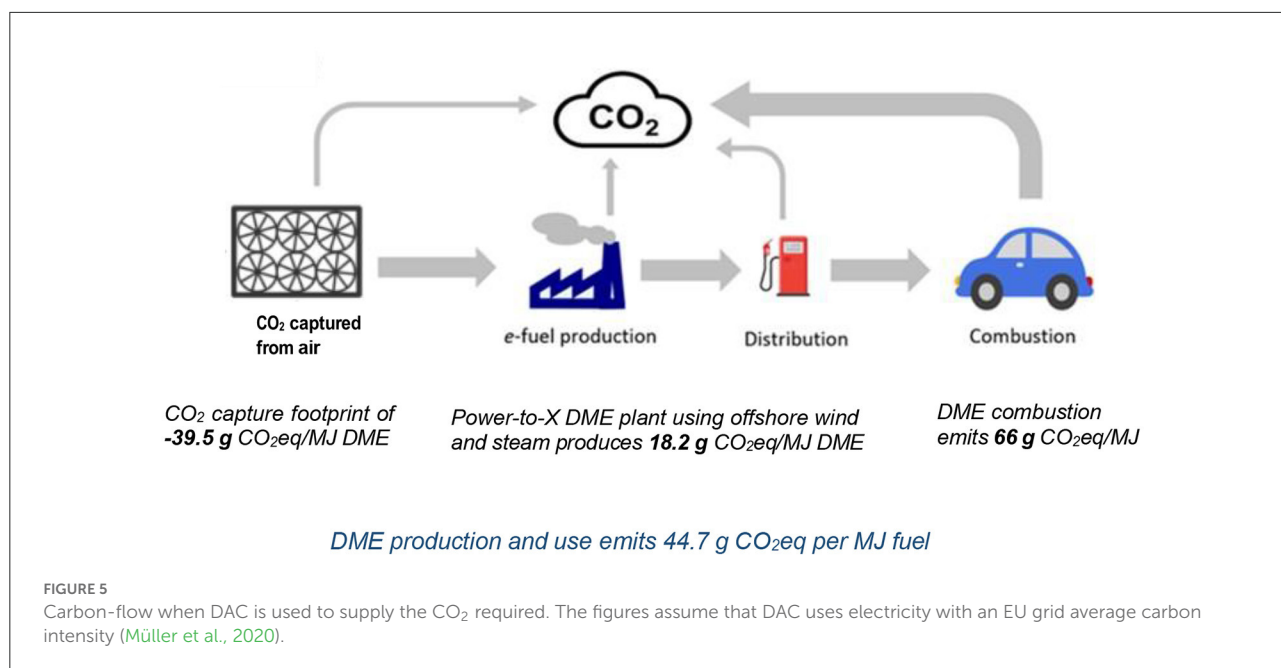 CO₂
CO₂ captured
from air
e-fuel production
Distribution
Combustion
CO₂ capture footprint of
-39.5 g CO₂eq/MJ DME
Power-to-X DME plant using offshore wind
and steam produces 18.2 g CO₂eq/MJ DME
DME combustion
emits 66 g CO₂eq/MJ
DME production and use emits 44.7 g CO₂eq per MJ fuel
FIGURE 5
Carbon-flow when DAC is used to supply the CO₂ required. The figures assume that DAC uses electricity with an EU grid average carbon
intensity (Müller et al., 2020).